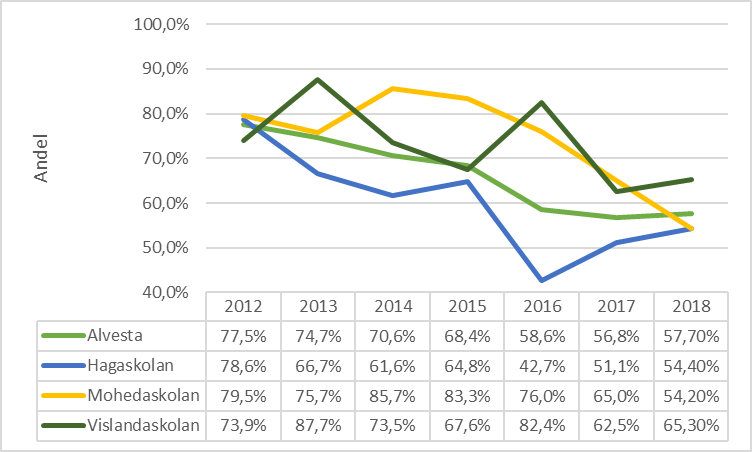 100,0%
90,0%
80,0%
70,0%
60,0%
50,0%
40,0%
Andel
2012 2013 2014 2015 2016 2017 2018
Alvesta 77,5% 74,7% 70,6% 68,4% 58,6% 56,8% 57,70%
Hagaskolan 78,6% 66,7% 61,6% 64,8% 42,7% 51,1% 54,40%
Mohedaskolan 79,5% 75,7% 85,7% 83,3% 76,0% 65,0% 54,20%
Vislandaskolan 73,9% 87,7% 73,5% 67,6% 82,4% 62,5% 65,30%